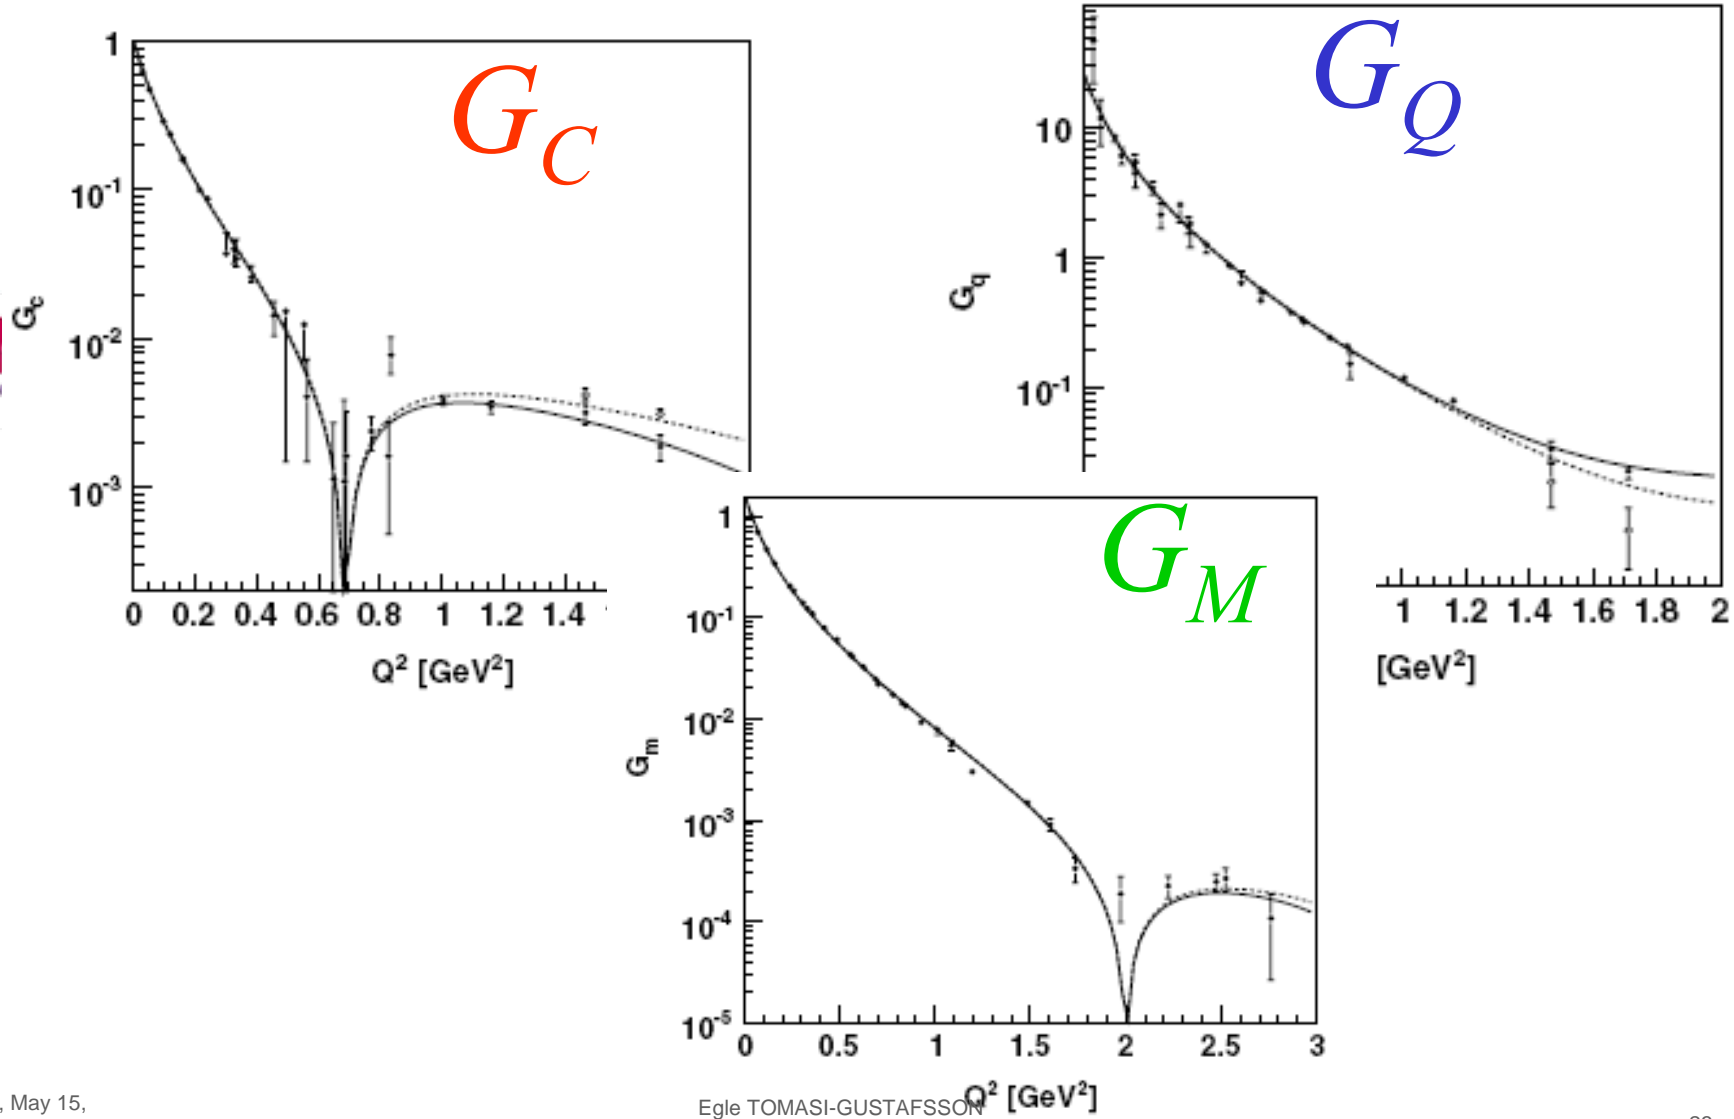 G_C
1
10⁻¹
10⁻²
10⁻³
G_c
0 0.2 0.4 0.6 0.8 1 1.2 1.4
Q² [GeV²]
G_Q
10
1
10⁻¹
G_q
1 1.2 1.4 1.6 1.8 2
[GeV²]
G_M
1
10⁻¹
10⁻²
10⁻³
10⁻⁴
10⁻⁵
G_m
0 0.5 1 1.5 2 2.5 3
Q² [GeV²]
, May 15,
Egle TOMASI-GUSTAFSSON